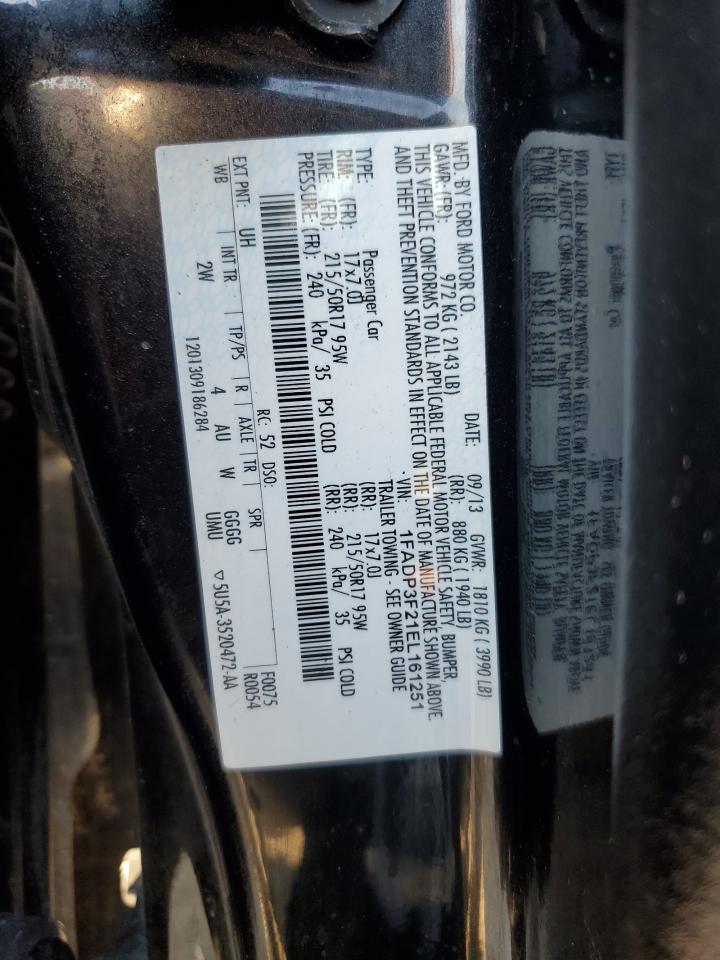 MFD. BY FORD MOTOR CO. DATE: 09/13 GVWR: 1810 KG ( 3990 LB)
GAWR: (FR): 972 KG ( 2143 LB) (RR): 880 KG ( 1940 LB)
THIS VEHICLE CONFORMS TO ALL APPLICABLE FEDERAL MOTOR VEHICLE SAFETY, BUMPER,
AND THEFT PREVENTION STANDARDS IN EFFECT ON THE DATE OF MANUFACTURE SHOWN ABOVE.
VIN: 1FADP3F21EL161251
TYPE: Passenger Car TRAILER TOWING - SEE OWNER GUIDE
RIM: (FR): 17x7.0J (RR): 17x7.0J
TIRE: (FR): 215/50R17 95W (RR): 215/50R17 95W
PRESSURE: (FR): 240 kPa/ 35 PSI COLD (RR): 240 kPa/ 35 PSI COLD
EXT PNT: UH RC: 52 DSO: F0075
WB INT TR TP/PS R AXLE TR SPR R0054
2W 4 AU W GGGG
UMU ▽ 5U5A-3520472-AA
1201309186284